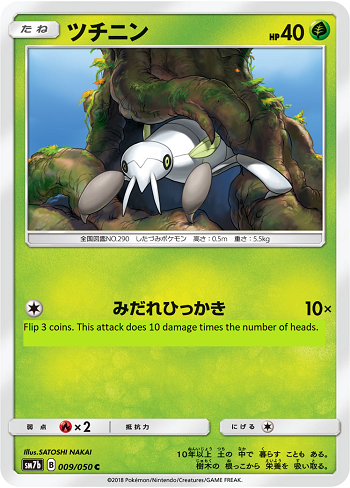 たね ツチニン HP40
全国図鑑NO.290 したづみポケモン 高さ:0.5m 重さ:5.5kg
みだれひっかき 10×
Flip 3 coins. This attack does 10 damage times the number of heads.
弱点 ×2 抵抗力 にげる
Illus.SATOSHI NAKAI
sm7b B 009/050 C
10年以上 土の 中で 暮らす ことも ある。
樹木の 根っこから 栄養を 吸い取る。
©2018 Pokémon/Nintendo/Creatures/GAME FREAK.